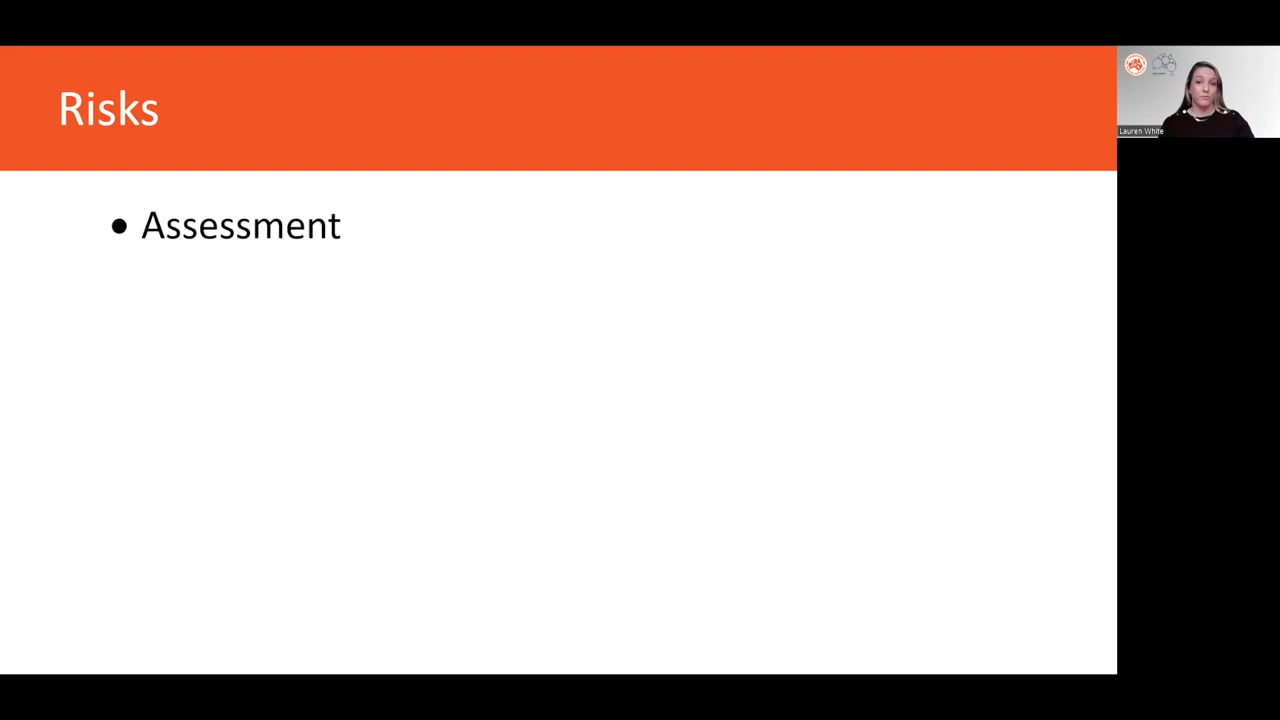 Risks
● Assessment
Lauren White